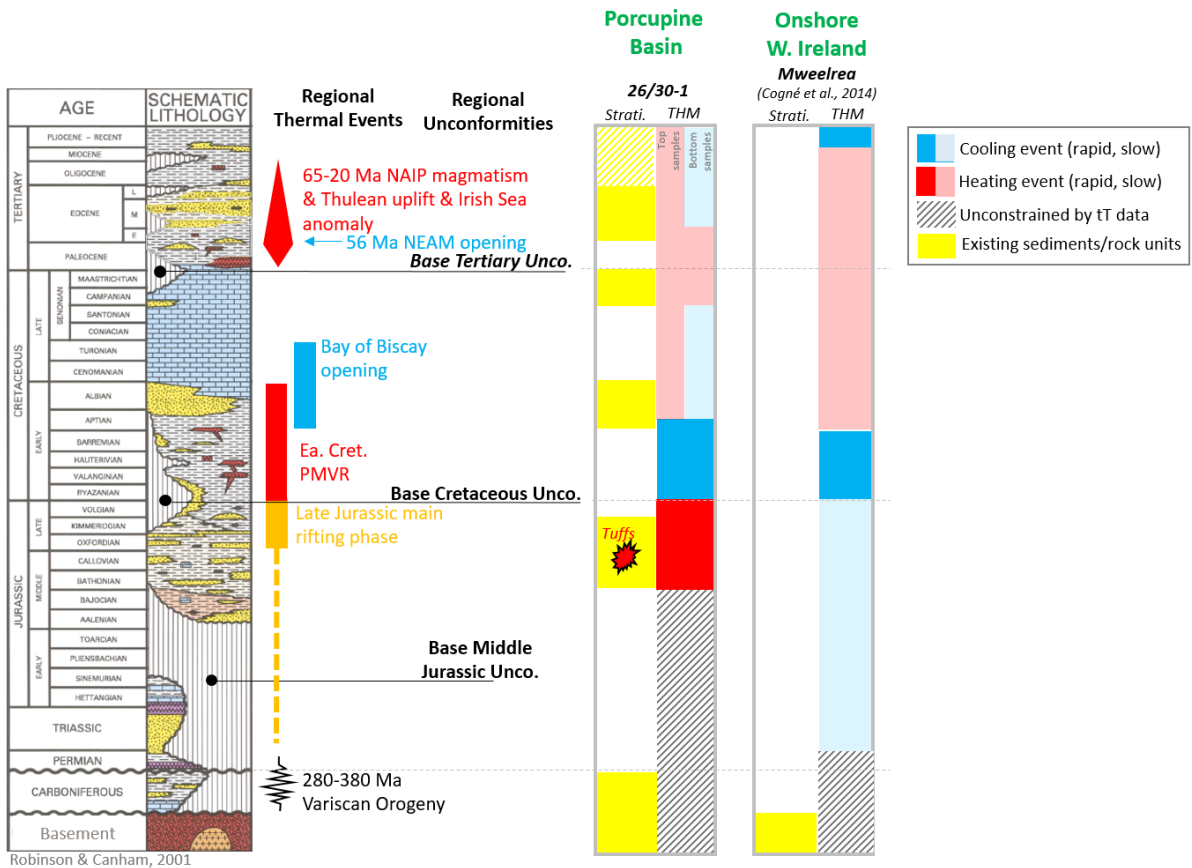 Porcupine
Basin
Onshore
W. Ireland
26/30-1
Mweelrea
(Cogné et al., 2014)
Strati.
THM
Strati.
THM
AGE
SCHEMATIC
LITHOLOGY
Regional
Thermal Events
Regional
Unconformities
TERTIARY
PLIOCENE - RECENT
MIOCENE
OLIGOCENE
EOCENE
L
M
E
PALEOCENE
CRETACEOUS
LATE
SENONIAN
MAASTRICHTIAN
CAMPANIAN
SANTONIAN
CONIACIAN
TURONIAN
CENOMANIAN
EARLY
ALBIAN
APTIAN
BARREMIAN
HAUTERIVIAN
VALANGINIAN
RYAZANIAN
JURASSIC
LATE
VOLGIAN
KIMMERIDGIAN
OXFORDIAN
MIDDLE
CALLOVIAN
BATHONIAN
BAJOCIAN
AALENIAN
EARLY
TOARCIAN
PLIENSBACHIAN
SINEMURIAN
HETTANGIAN
TRIASSIC
PERMIAN
CARBONIFEROUS
Basement
Robinson & Canham, 2001
65-20 Ma NAIP magmatism
& Thulean uplift & Irish Sea
anomaly
56 Ma NEAM opening
Base Tertiary Unco.
Bay of Biscay
opening
Ea. Cret.
PMVR
Base Cretaceous Unco.
Late Jurassic main
rifting phase
Base Middle
Jurassic Unco.
280-380 Ma
Variscan Orogeny
Top
samples
Bottom
samples
Tuffs
Cooling event (rapid, slow)
Heating event (rapid, slow)
Unconstrained by tT data
Existing sediments/rock units